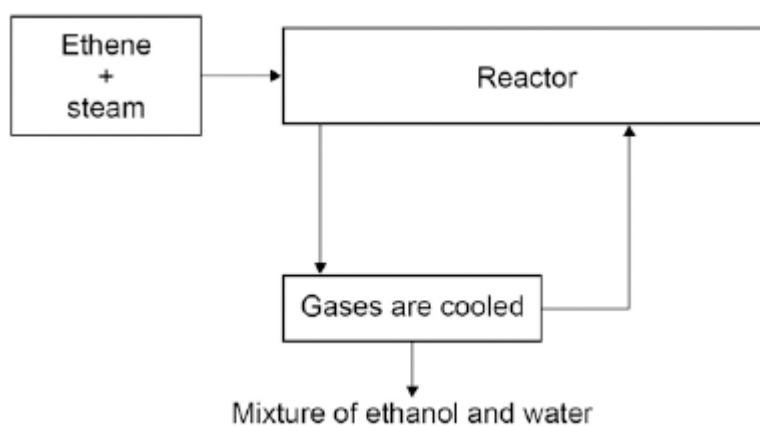 Ethene
+
steam
Reactor
Gases are cooled
Mixture of ethanol and water